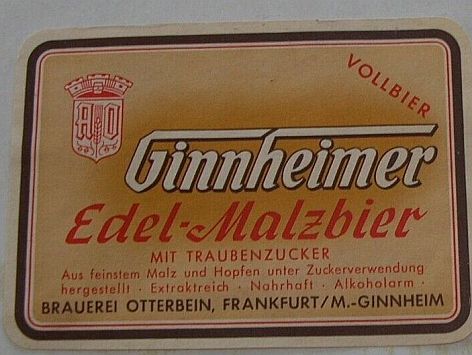 VOLLBIER
AO
Ginnheimer
Edel-Malzbier
MIT TRAUBENZUCKER
Aus feinstem Malz und Hopfen unter Zuckerverwendung
hergestellt · Extraktreich · Nahrhaft · Alkoholarm ·
BRAUEREI OTTERBEIN, FRANKFURT/M.-GINNHEIM